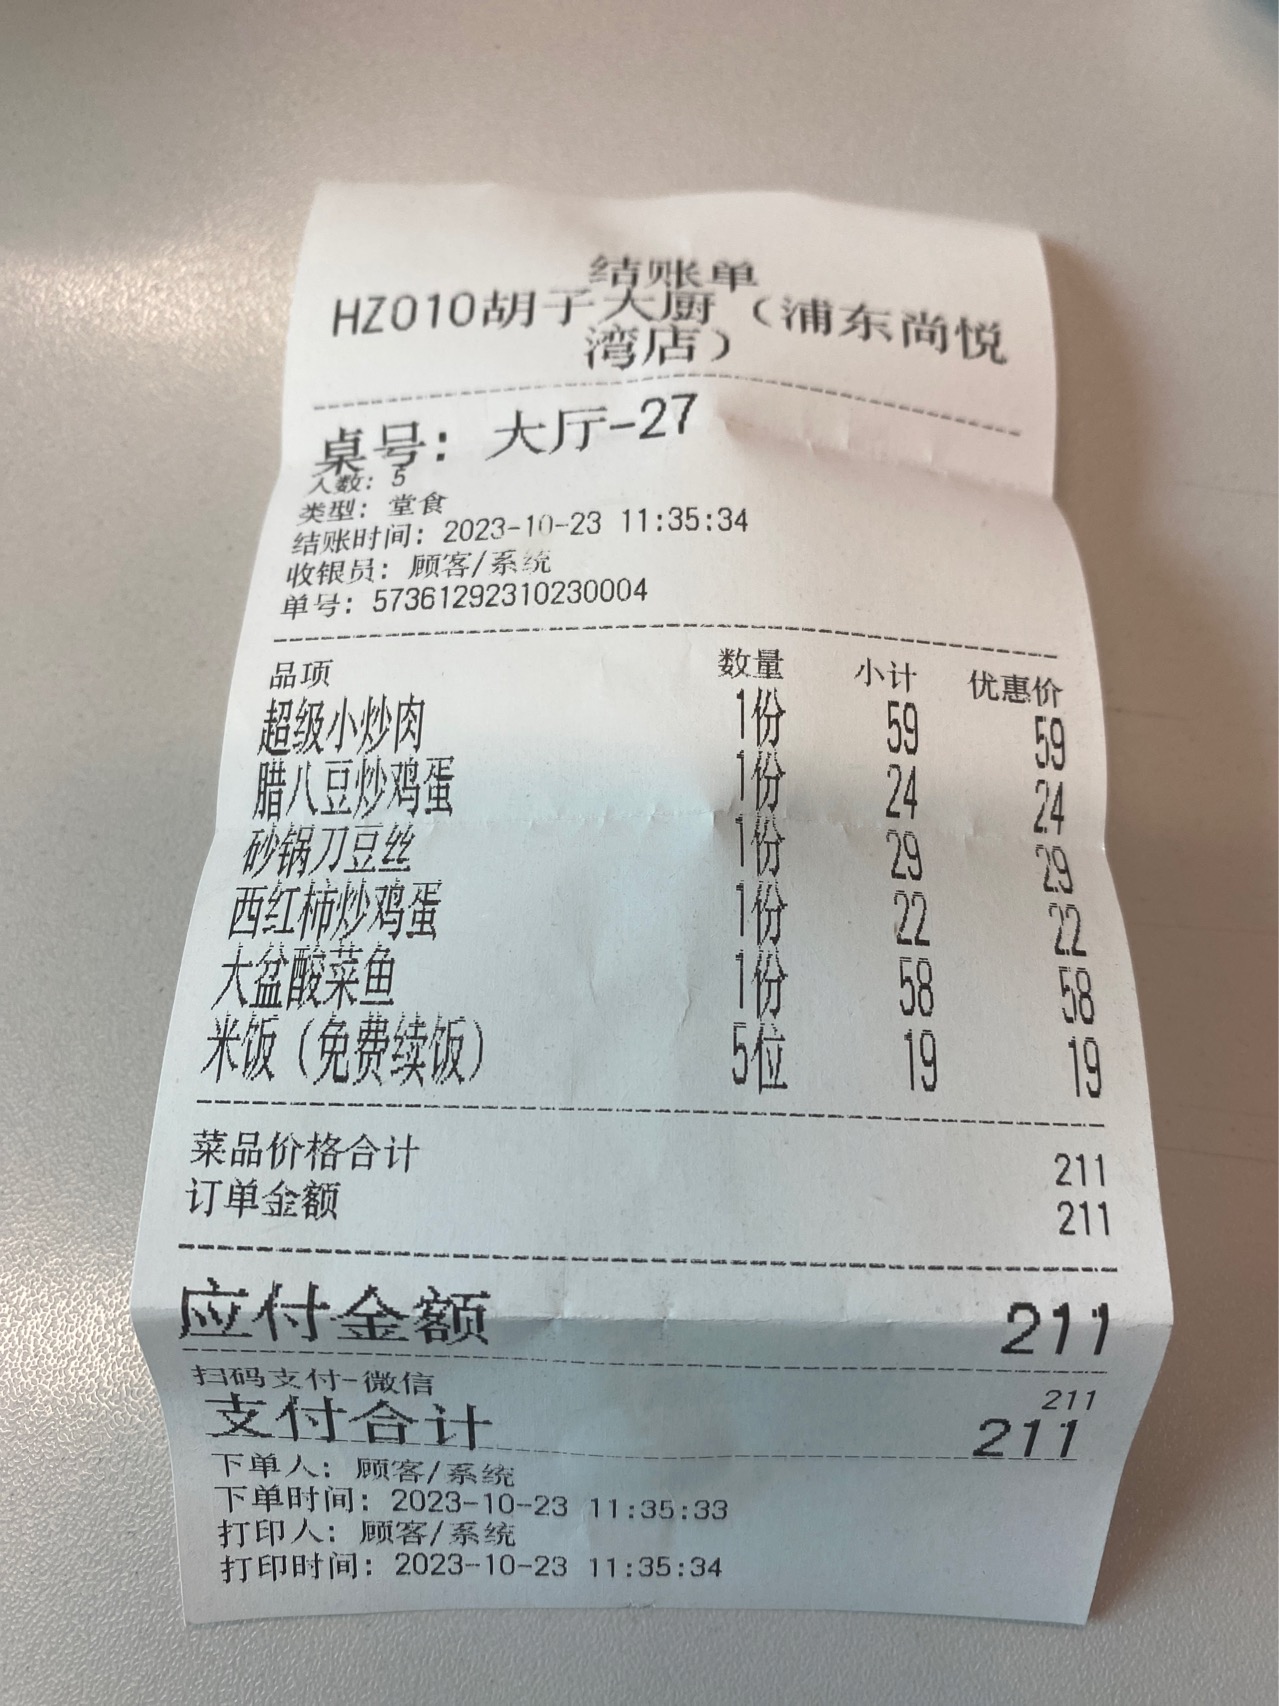 结账单
HZ010胡子大厨（浦东尚悦
湾店）
桌号：大厅-27
人数：5
类型：堂食
结账时间：2023-10-23 11:35:34
收银员：顾客/系统
单号：57361292310230004
品项 数量 小计 优惠价
超级小炒肉 1份 59 59
腊八豆炒鸡蛋 1份 24 24
砂锅刀豆丝 1份 29 29
西红柿炒鸡蛋 1份 22 22
大盆酸菜鱼 1份 58 58
米饭（免费续饭） 5位 19 19
菜品价格合计 211
订单金额 211
应付金额 211
扫码支付-微信 211
支付合计 211
下单人：顾客/系统
下单时间：2023-10-23 11:35:33
打印人：顾客/系统
打印时间：2023-10-23 11:35:34